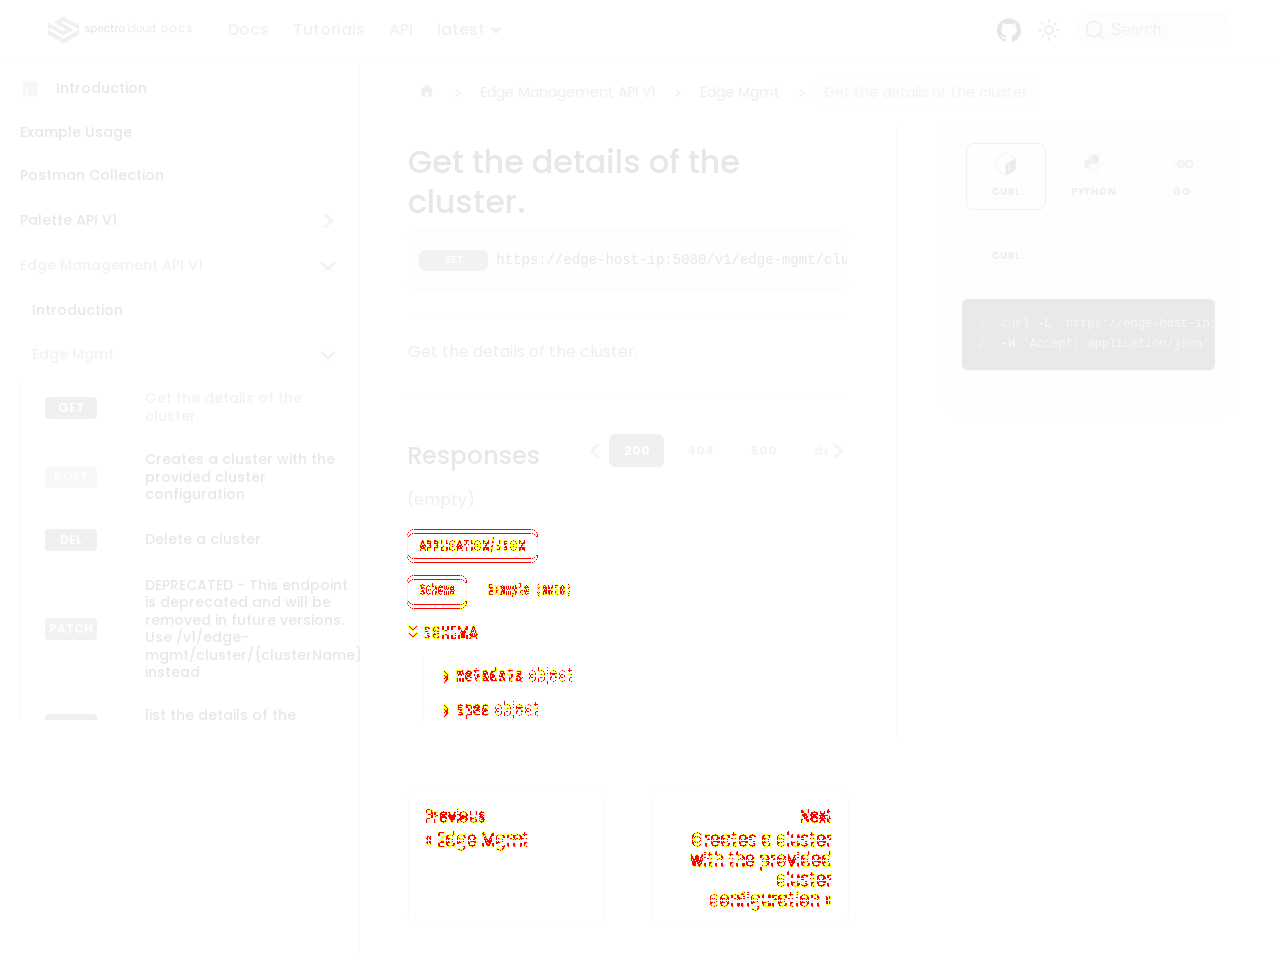 spectro cloud DOCS Docs Tutorials API latest Search
Introduction
Example Usage
Postman Collection
Palette API V1
Edge Management API V1
Introduction
Edge Mgmt
GET Get the details of the
cluster.
POST Creates a cluster with the
provided cluster
configuration
DEL Delete a cluster
PATCH DEPRECATED - This endpoint
is deprecated and will be
removed in future versions.
Use /v1/edge-
mgmt/cluster/{clusterName}
instead
list the details of the
Edge Management API V1 Edge Mgmt Get the details of the cluster.
Get the details of the
cluster.
GET https://edge-host-ip:5080/v1/edge-mgmt/clu
Get the details of the cluster.
Responses 200 404 500 de
(empty)
APPLICATION/JSON
Schema Example (auto)
SCHEMA
metadata object
spec object
Previous
« Edge Mgmt
Next
Creates a cluster
with the provided
cluster
configuration »
CURL PYTHON GO
CURL
1 curl -L 'https://edge-host-ip:
2 -H 'Accept: application/json'